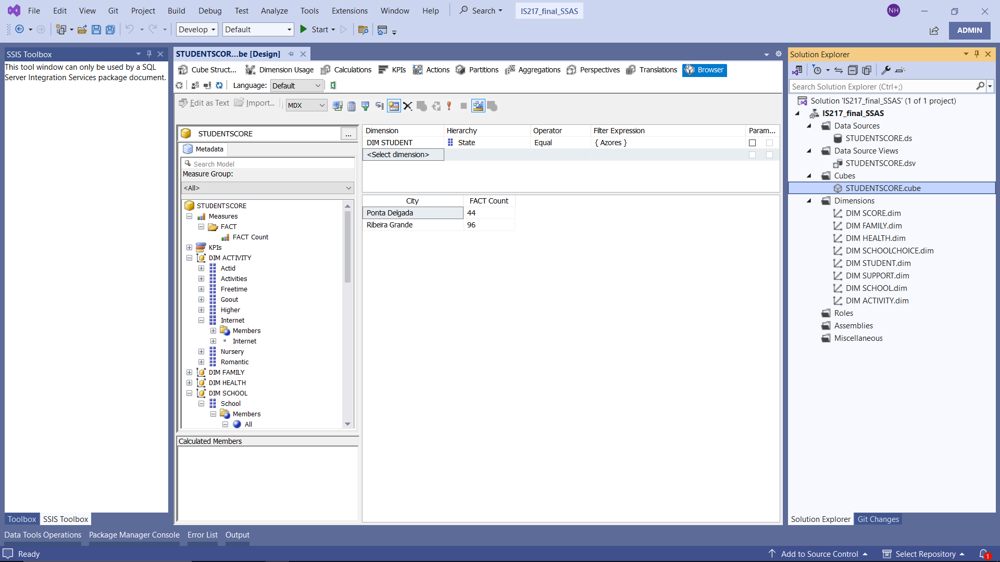 File Edit View Git Project Build Debug Test Analyze Tools Extensions Window Help Search IS217_final_SSAS NH
Develop Default Start ADMIN
SSIS Toolbox
This tool window can only be used by a SQL
Server Integration Services package document.
Toolbox SSIS Toolbox
STUDENTSCOR...be [Design]
Cube Struct... Dimension Usage Calculations KPIs Actions Partitions Aggregations Perspectives Translations Browser
Language: Default
Edit as Text Import... MDX
STUDENTSCORE ...
Metadata
Search Model
Measure Group:
<All>
STUDENTSCORE
Measures
FACT
FACT Count
KPIs
DIM ACTIVITY
Actid
Activities
Freetime
Goout
Higher
Internet
Members
Internet
Nursery
Romantic
DIM FAMILY
DIM HEALTH
DIM SCHOOL
School
Members
All
Calculated Members
Dimension Hierarchy Operator Filter Expression Param...
DIM STUDENT State Equal { Azores }
<Select dimension>
City FACT Count
Ponta Delgada 44
Ribeira Grande 96
Solution Explorer
Search Solution Explorer (Ctrl+;)
Solution 'IS217_final_SSAS' (1 of 1 project)
IS217_final_SSAS
Data Sources
STUDENTSCORE.ds
Data Source Views
STUDENTSCORE.dsv
Cubes
STUDENTSCORE.cube
Dimensions
DIM SCORE.dim
DIM FAMILY.dim
DIM HEALTH.dim
DIM SCHOOLCHOICE.dim
DIM STUDENT.dim
DIM SUPPORT.dim
DIM SCHOOL.dim
DIM ACTIVITY.dim
Roles
Assemblies
Miscellaneous
Solution Explorer Git Changes
Data Tools Operations Package Manager Console Error List Output
Ready Add to Source Control Select Repository 1